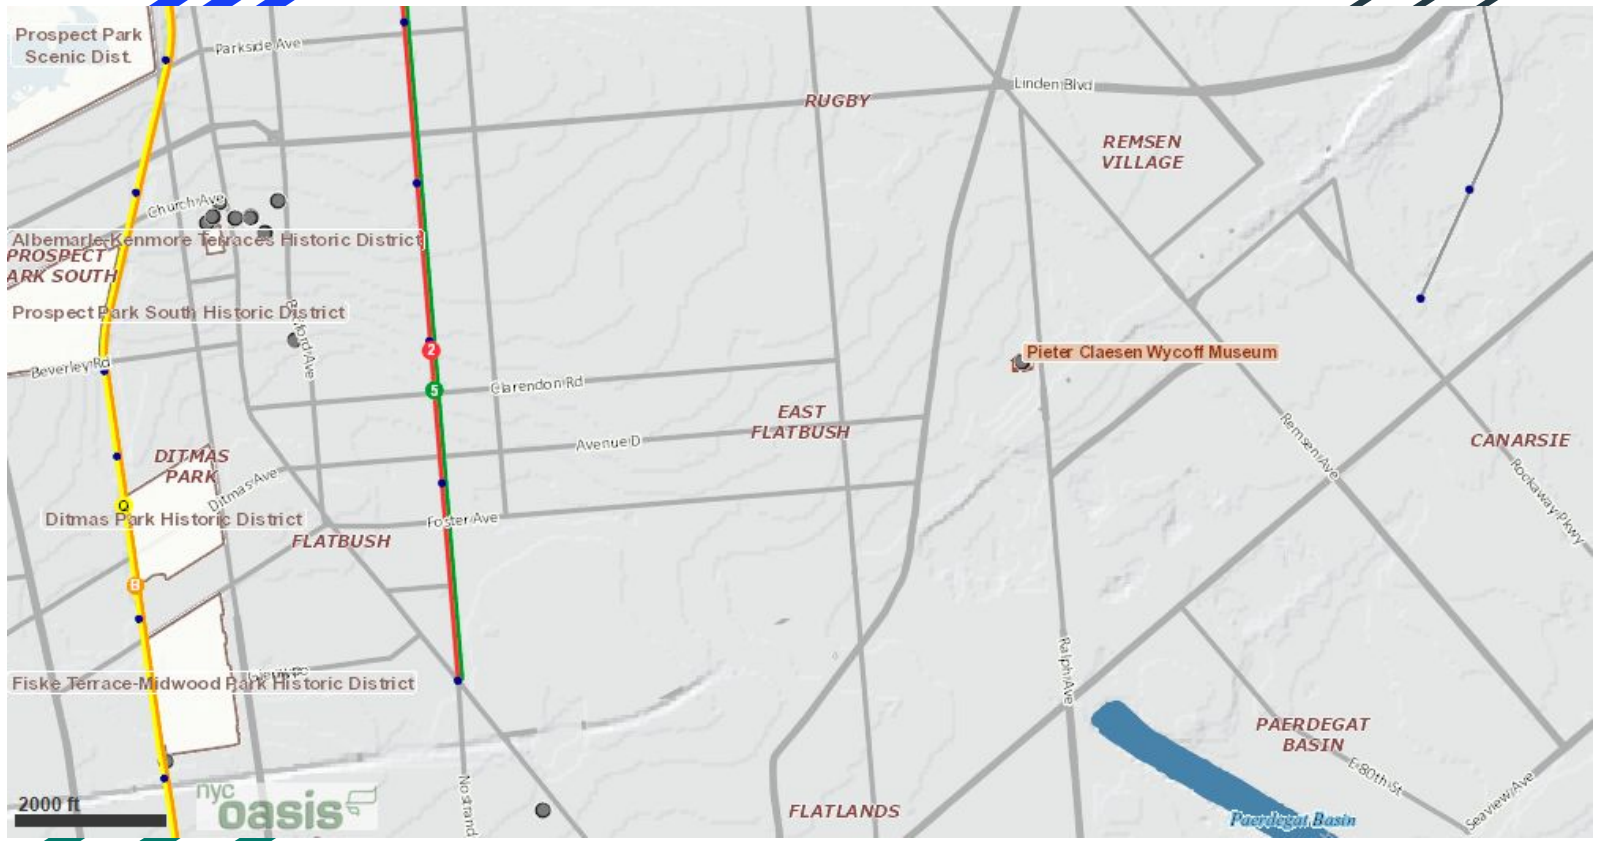 Prospect Park
Scenic Dist.
Parkside Ave
Linden Blvd
RUGBY
REMSEN
VILLAGE
Church Ave
Albemarle-Kenmore Terraces Historic District
PROSPECT
ARK SOUTH
Prospect Park South Historic District
Beverley Rd
2
Pieter Claesen Wycoff Museum
5
Clarendon Rd
EAST
FLATBUSH
Avenue D
Remsen Ave
CANARSIE
DITMAS
PARK
Ditmas Ave
Rockaway Pkwy
Q
Ditmas Park Historic District
Foster Ave
FLATBUSH
B
Ralph Ave
Fiske Terrace-Midwood Park Historic District
PAERDEGAT
BASIN
E 80th St
Seaview Ave
Nostrand
2000 ft
nyc
oasis
FLATLANDS
Paerdegat Basin